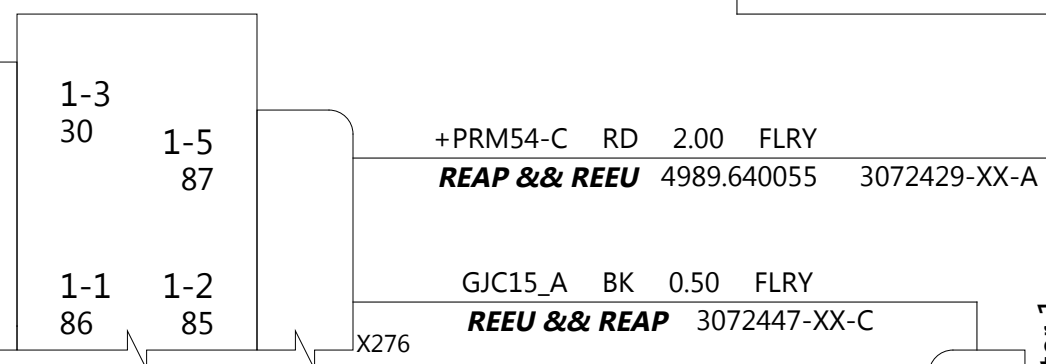 1-3
30
1-5
87
+PRM54-C RD 2.00 FLRY
REAP && REEU 4989.640055 3072429-XX-A
1-1 1-2
86 85
GJC15_A BK 0.50 FLRY
REEU && REAP 3072447-XX-C
X276